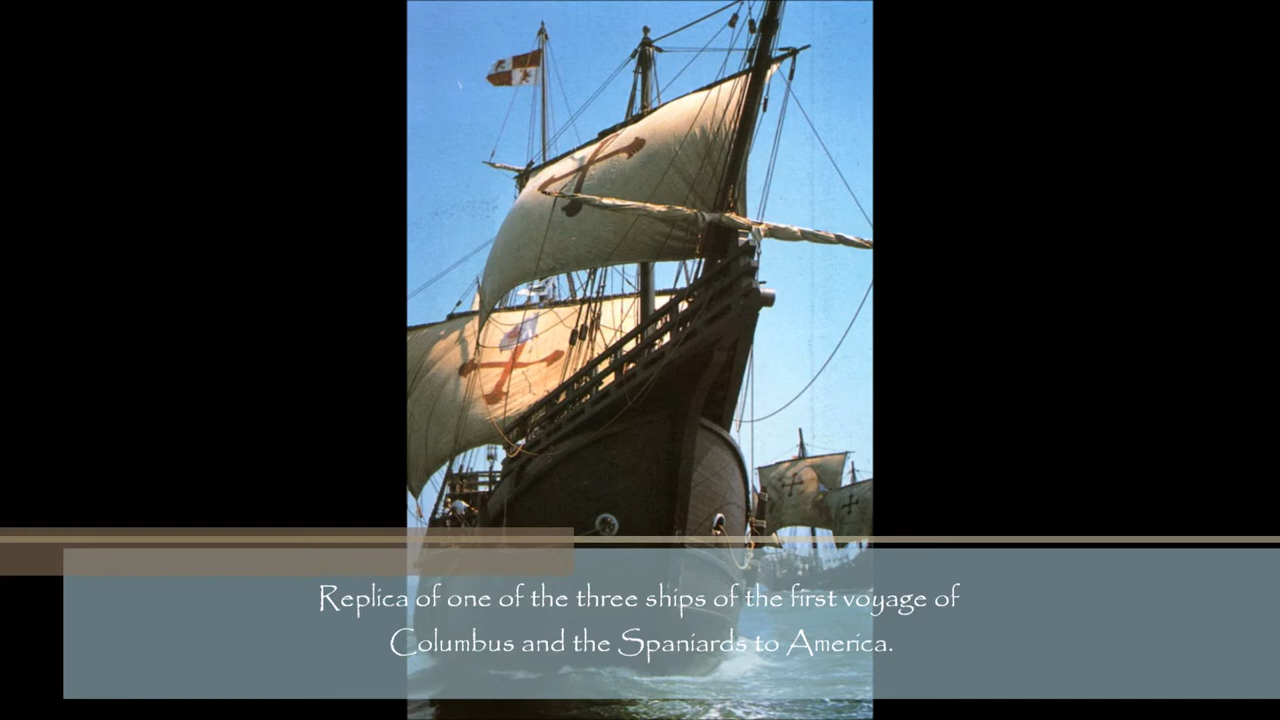 Replica of one of the three ships of the first voyage of
Columbus and the Spaniards to America.